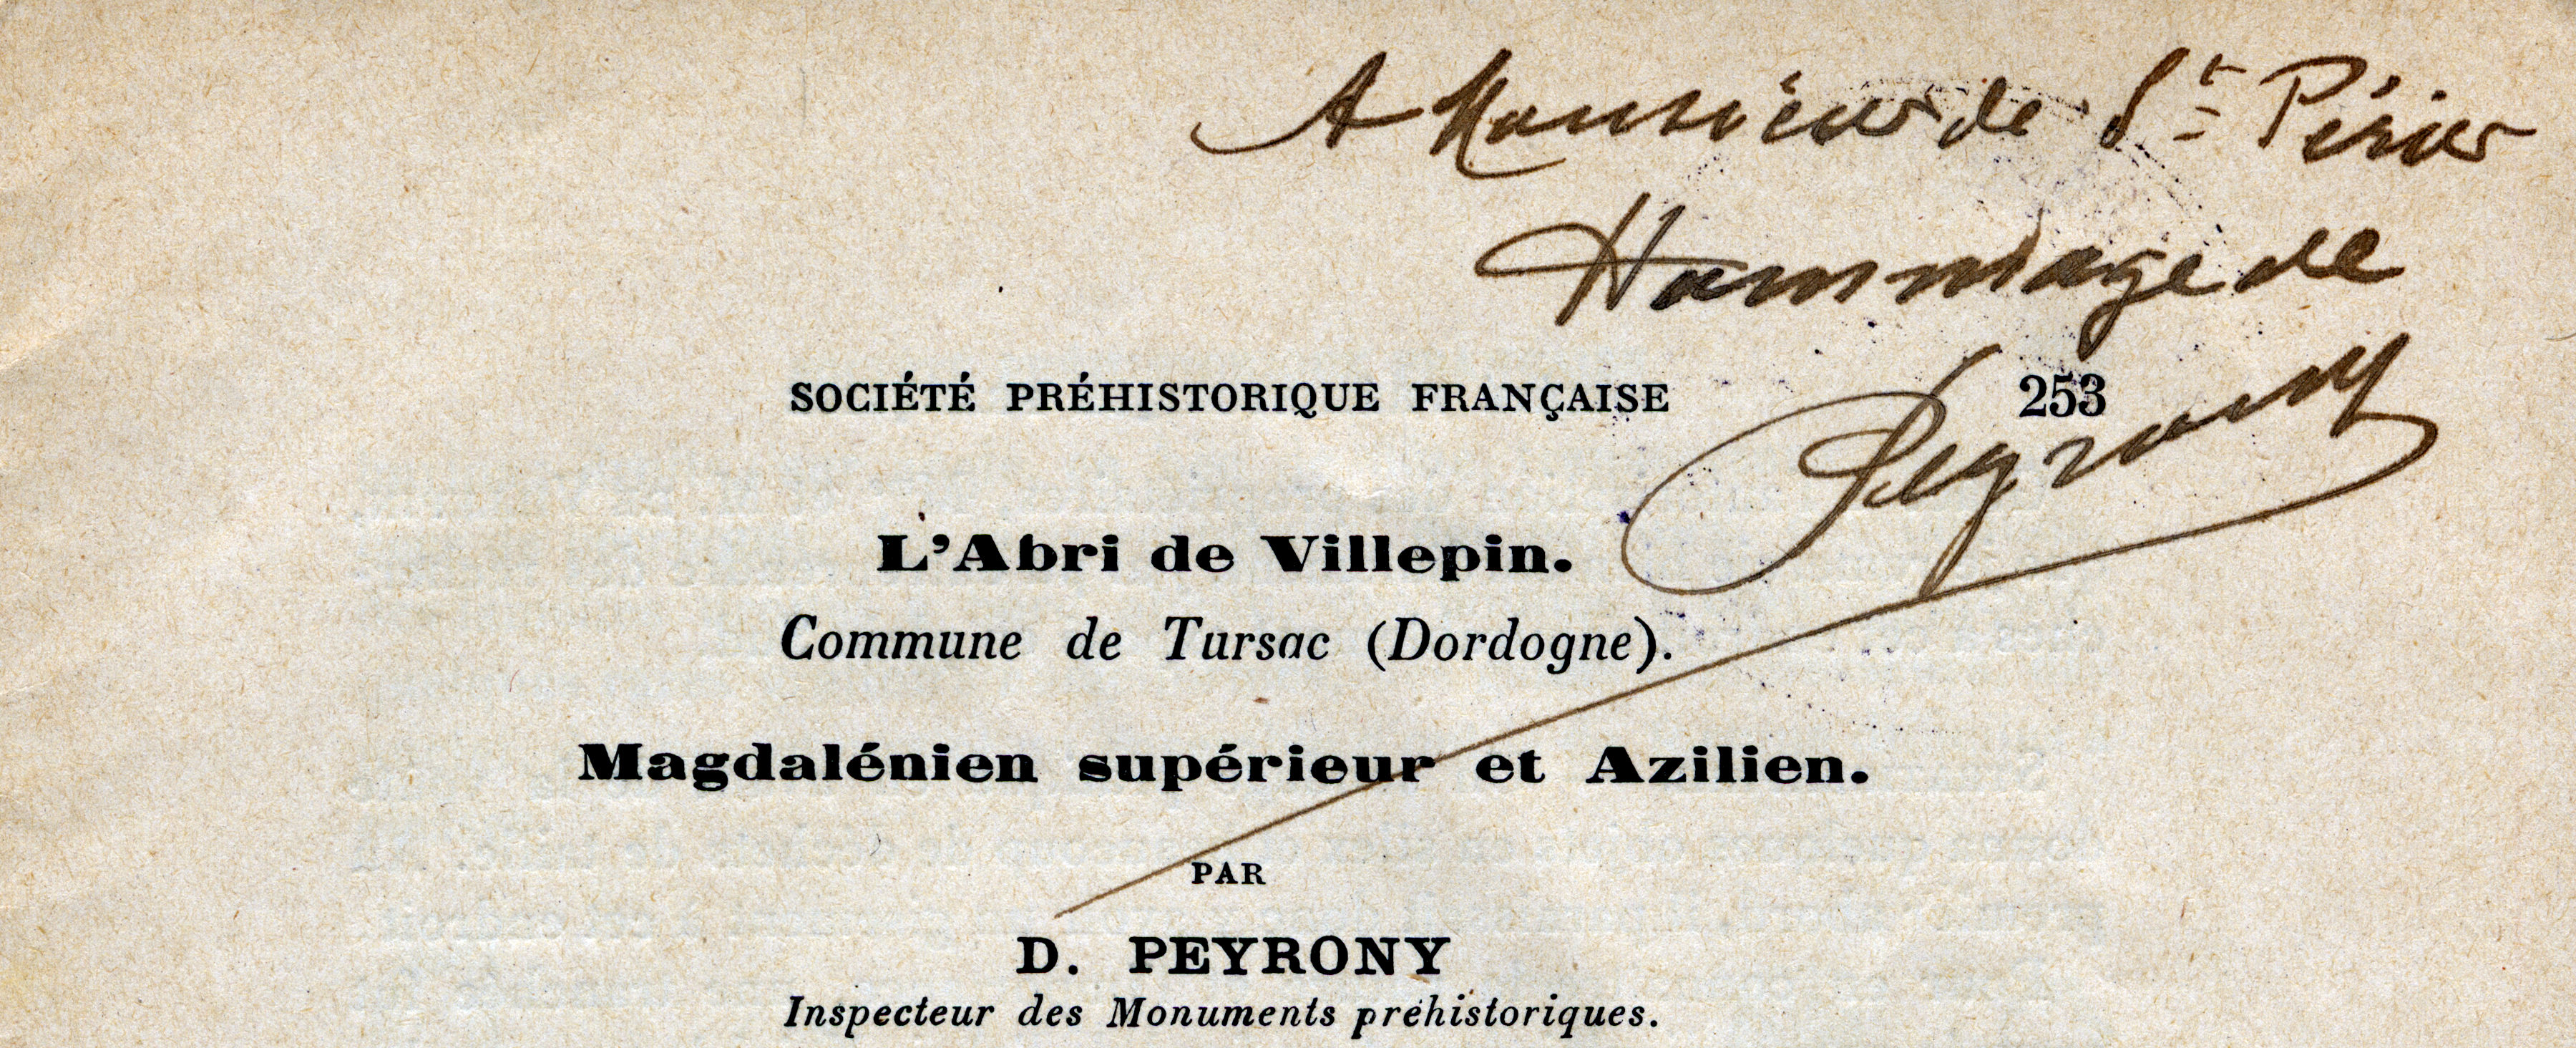 A Monsieur de St Périer
Hommage de
Peyrony
SOCIÉTÉ PRÉHISTORIQUE FRANÇAISE 253
L'Abri de Villepin.
Commune de Tursac (Dordogne).
Magdalénien supérieur et Azilien.
PAR
D. PEYRONY
Inspecteur des Monuments préhistoriques.